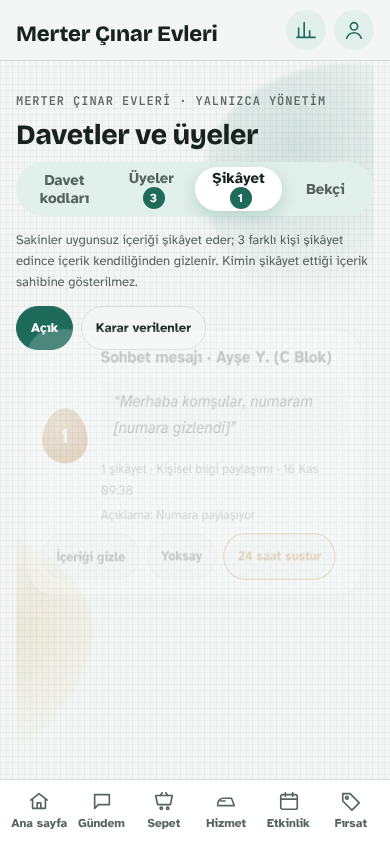 Merter Çınar Evleri
MERTER ÇINAR EVLERİ · YALNIZCA YÖNETİM
Davetler ve üyeler
Davet kodları
Üyeler 3
Şikâyet 1
Bekçi
Sakinler uygunsuz içeriği şikâyet eder; 3 farklı kişi şikâyet
edince içerik kendiliğinden gizlenir. Kimin şikâyet ettiği içerik
sahibine gösterilmez.
Açık
Karar verilenler
Sohbet mesajı · Ayşe Y. (C Blok)
1
“Merhaba komşular, numaram
[numara gizlendi]”
1 şikâyet · Kişisel bilgi paylaşımı · 16 Kas
09:38
Açıklama: Numara paylaşıyor
İçeriği gizle
Yoksay
24 saat sustur
Ana sayfa
Gündem
Sepet
Hizmet
Etkinlik
Fırsat